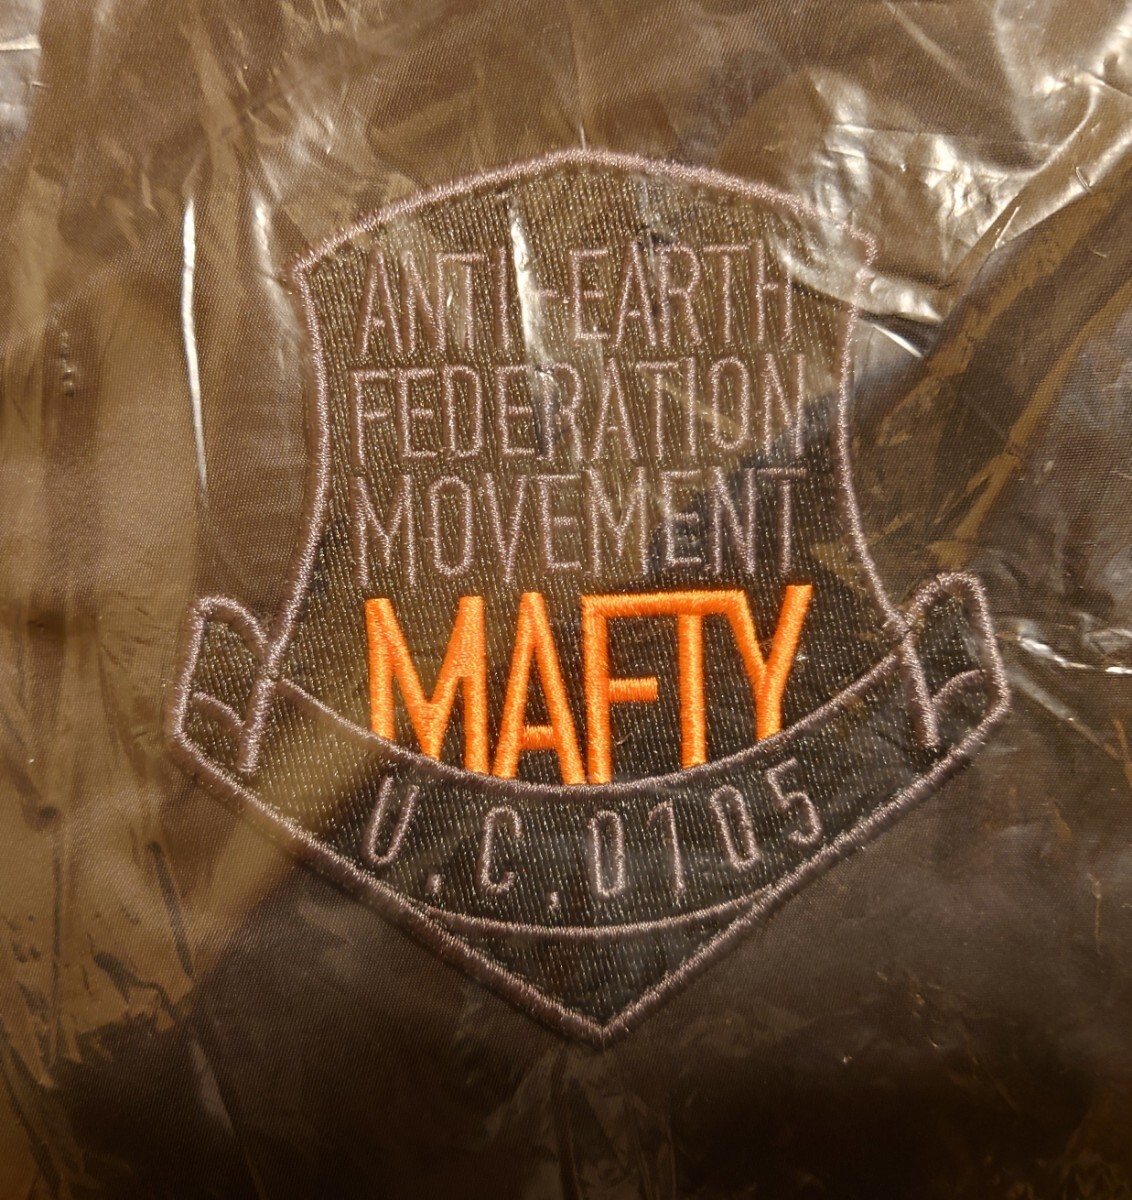 ANTI-EARTH
FEDERATION
MOVEMENT
MAFTY
U.C.0105